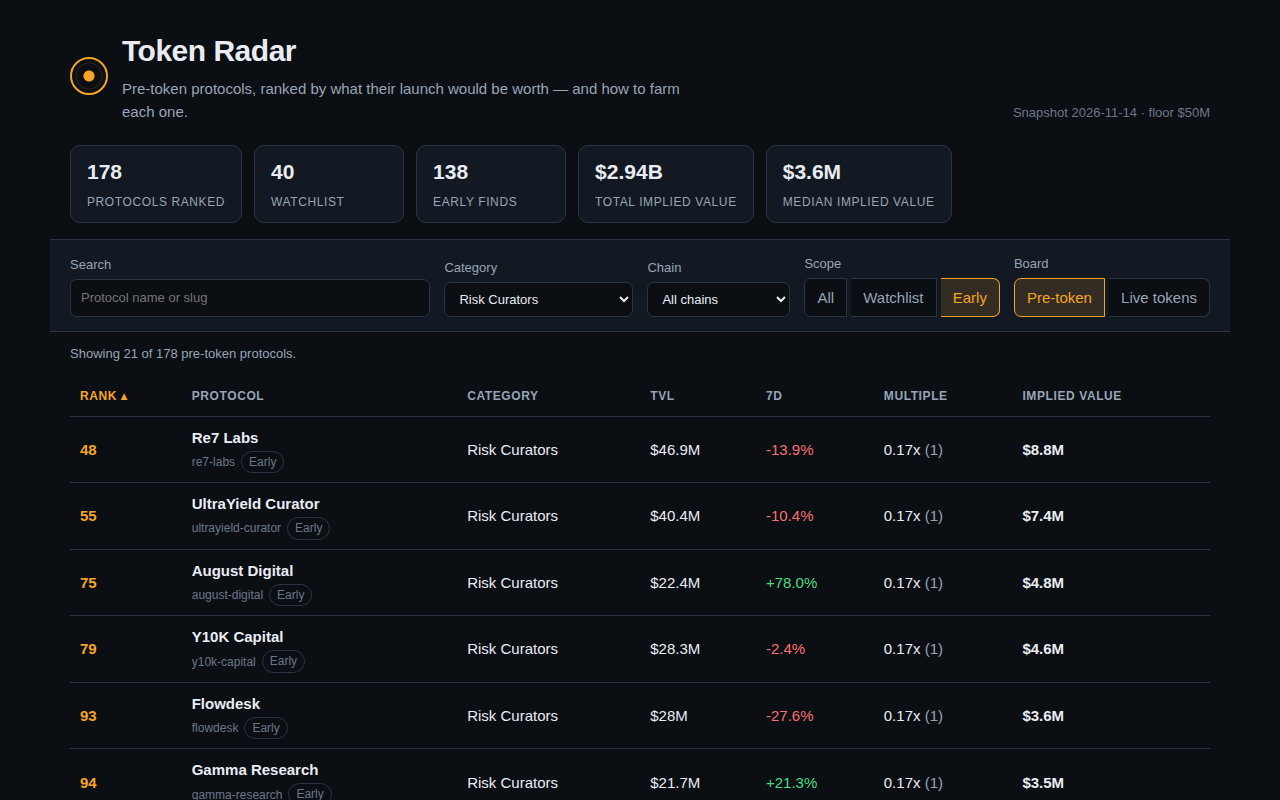 Token Radar
Pre-token protocols, ranked by what their launch would be worth — and how to farm
each one.
Snapshot 2026-11-14 · floor $50M
178
PROTOCOLS RANKED
40
WATCHLIST
138
EARLY FINDS
$2.94B
TOTAL IMPLIED VALUE
$3.6M
MEDIAN IMPLIED VALUE
Search
Protocol name or slug
Category
Risk Curators
Chain
All chains
Scope
All Watchlist Early
Board
Pre-token Live tokens
Showing 21 of 178 pre-token protocols.
RANK ▲ PROTOCOL CATEGORY TVL 7D MULTIPLE IMPLIED VALUE
48 Re7 Labs Risk Curators $46.9M -13.9% 0.17x (1) $8.8M
re7-labs Early
55 UltraYield Curator Risk Curators $40.4M -10.4% 0.17x (1) $7.4M
ultrayield-curator Early
75 August Digital Risk Curators $22.4M +78.0% 0.17x (1) $4.8M
august-digital Early
79 Y10K Capital Risk Curators $28.3M -2.4% 0.17x (1) $4.6M
y10k-capital Early
93 Flowdesk Risk Curators $28M -27.6% 0.17x (1) $3.6M
flowdesk Early
94 Gamma Research Risk Curators $21.7M +21.3% 0.17x (1) $3.5M
gamma-research Early